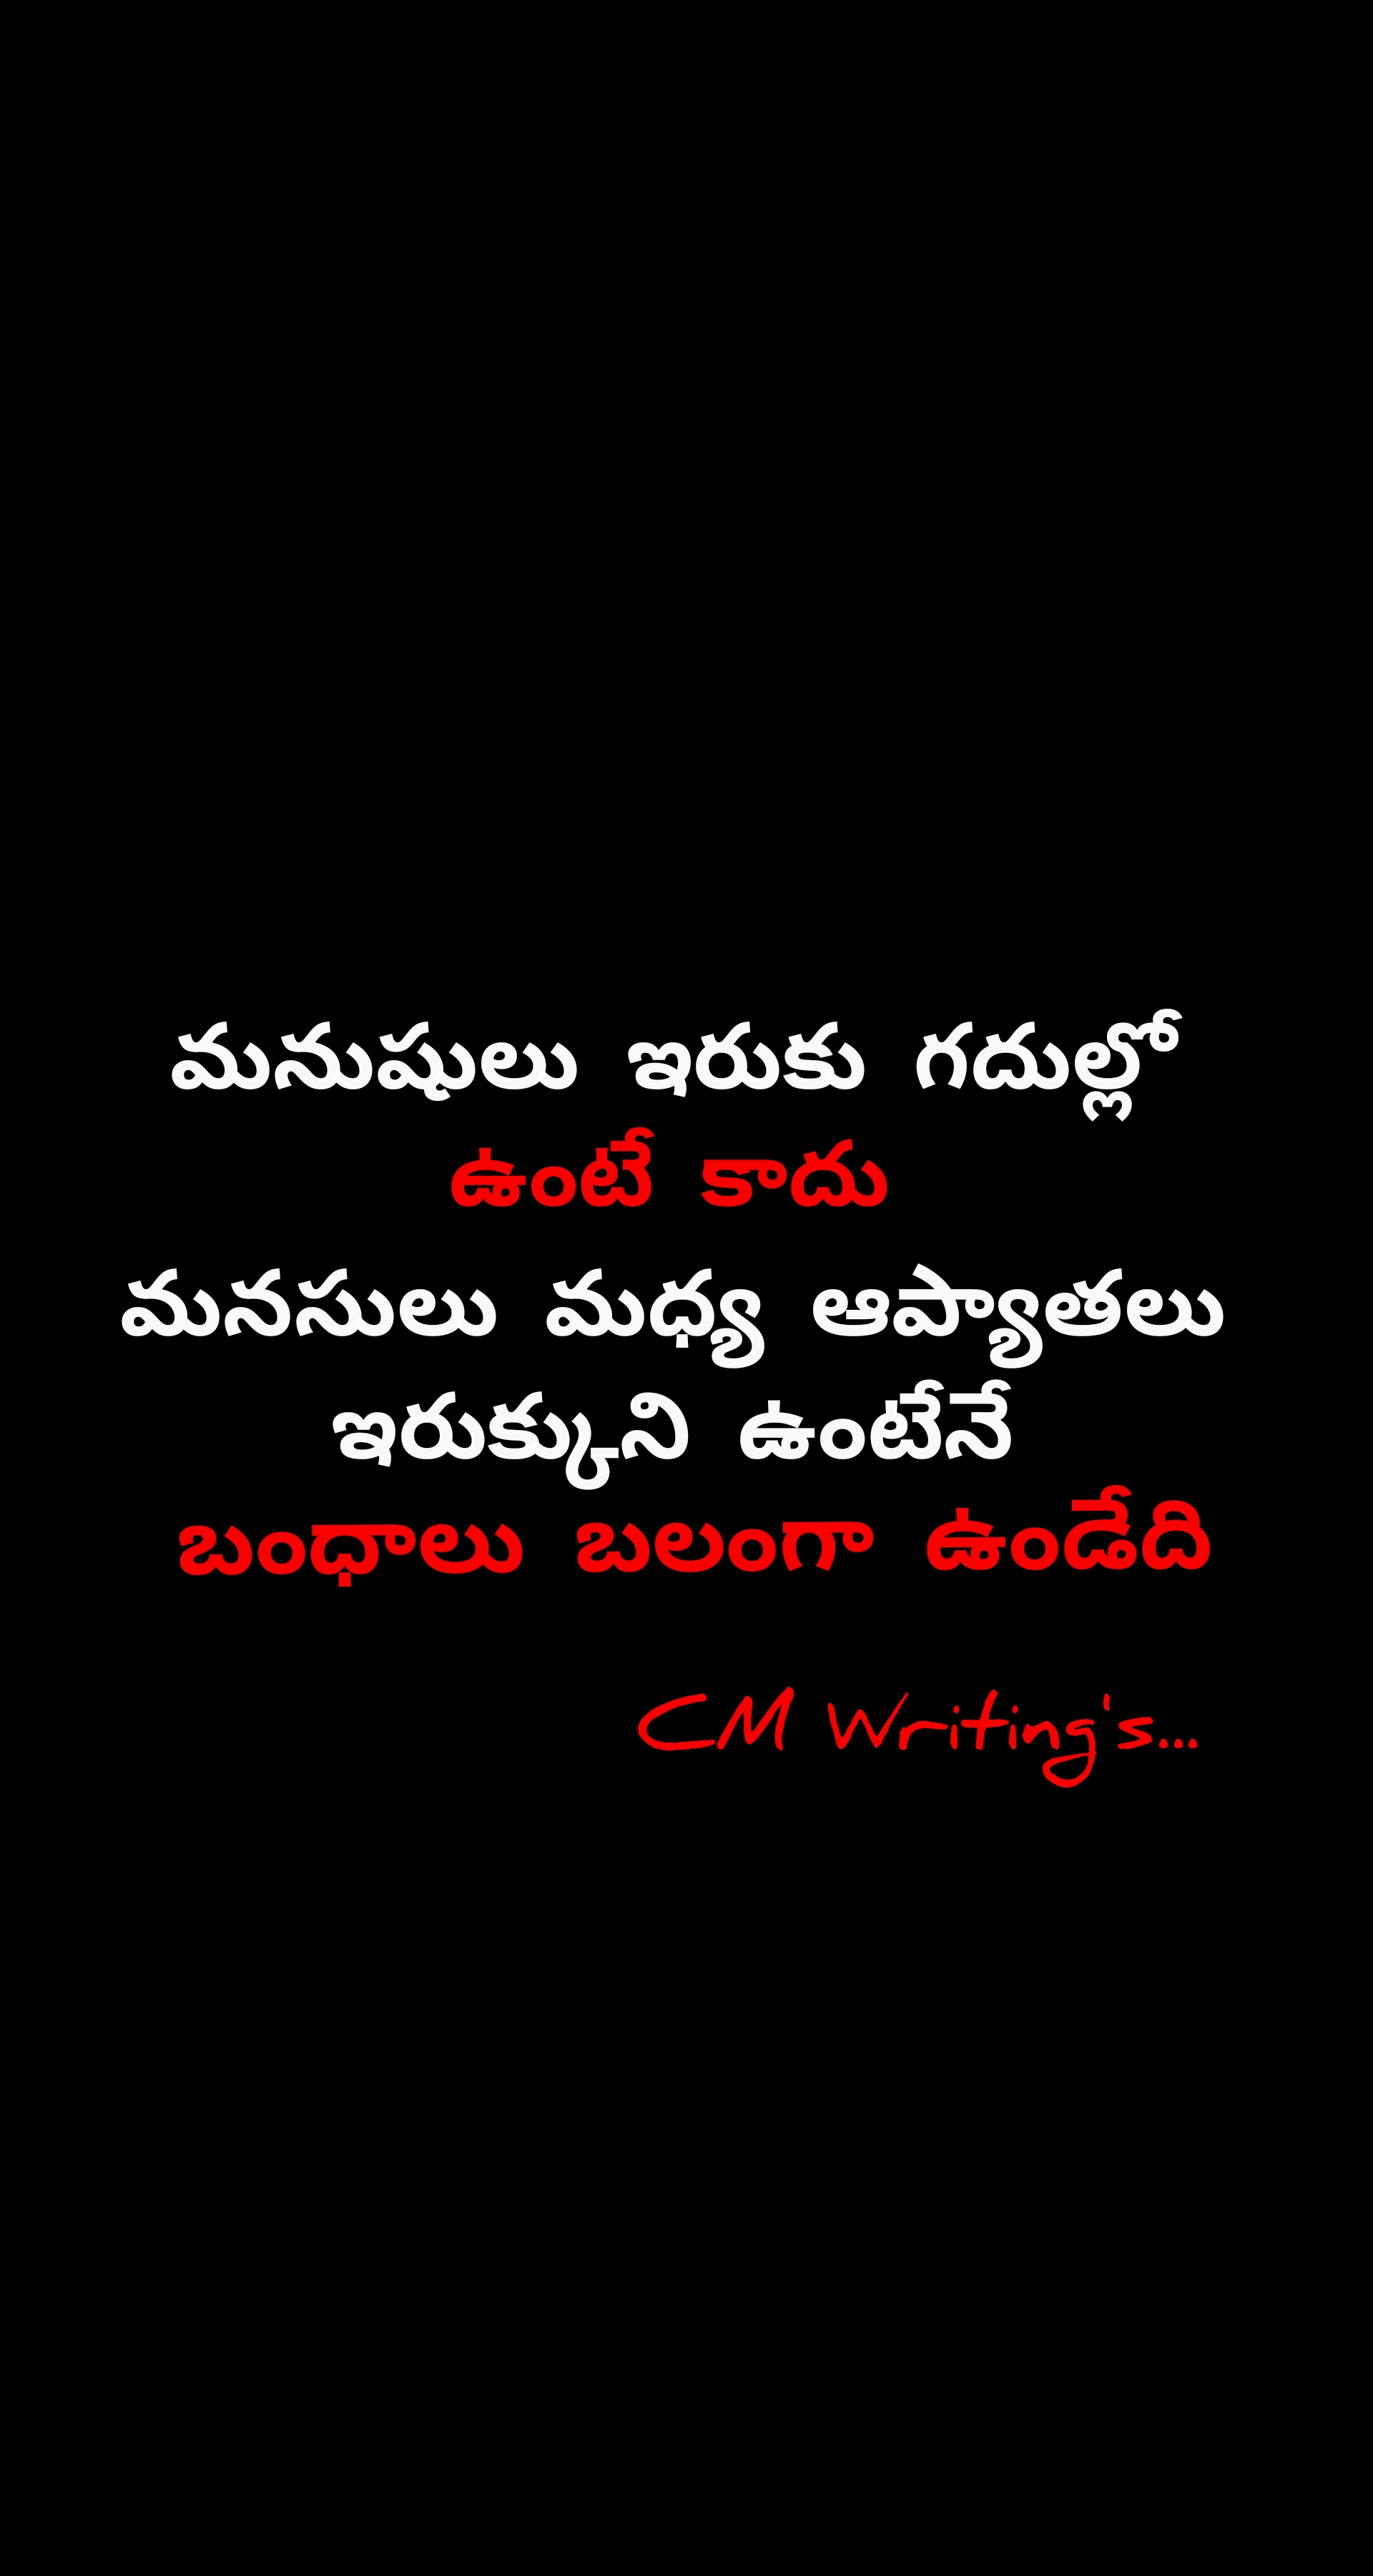 మనుషులు ఇరుకు గదుల్లో
ఉంటే కాదు
మనసులు మధ్య ఆప్యాతలు
ఇరుక్కుని ఉంటేనే
బంధాలు బలంగా ఉండేది
CM Writing's...